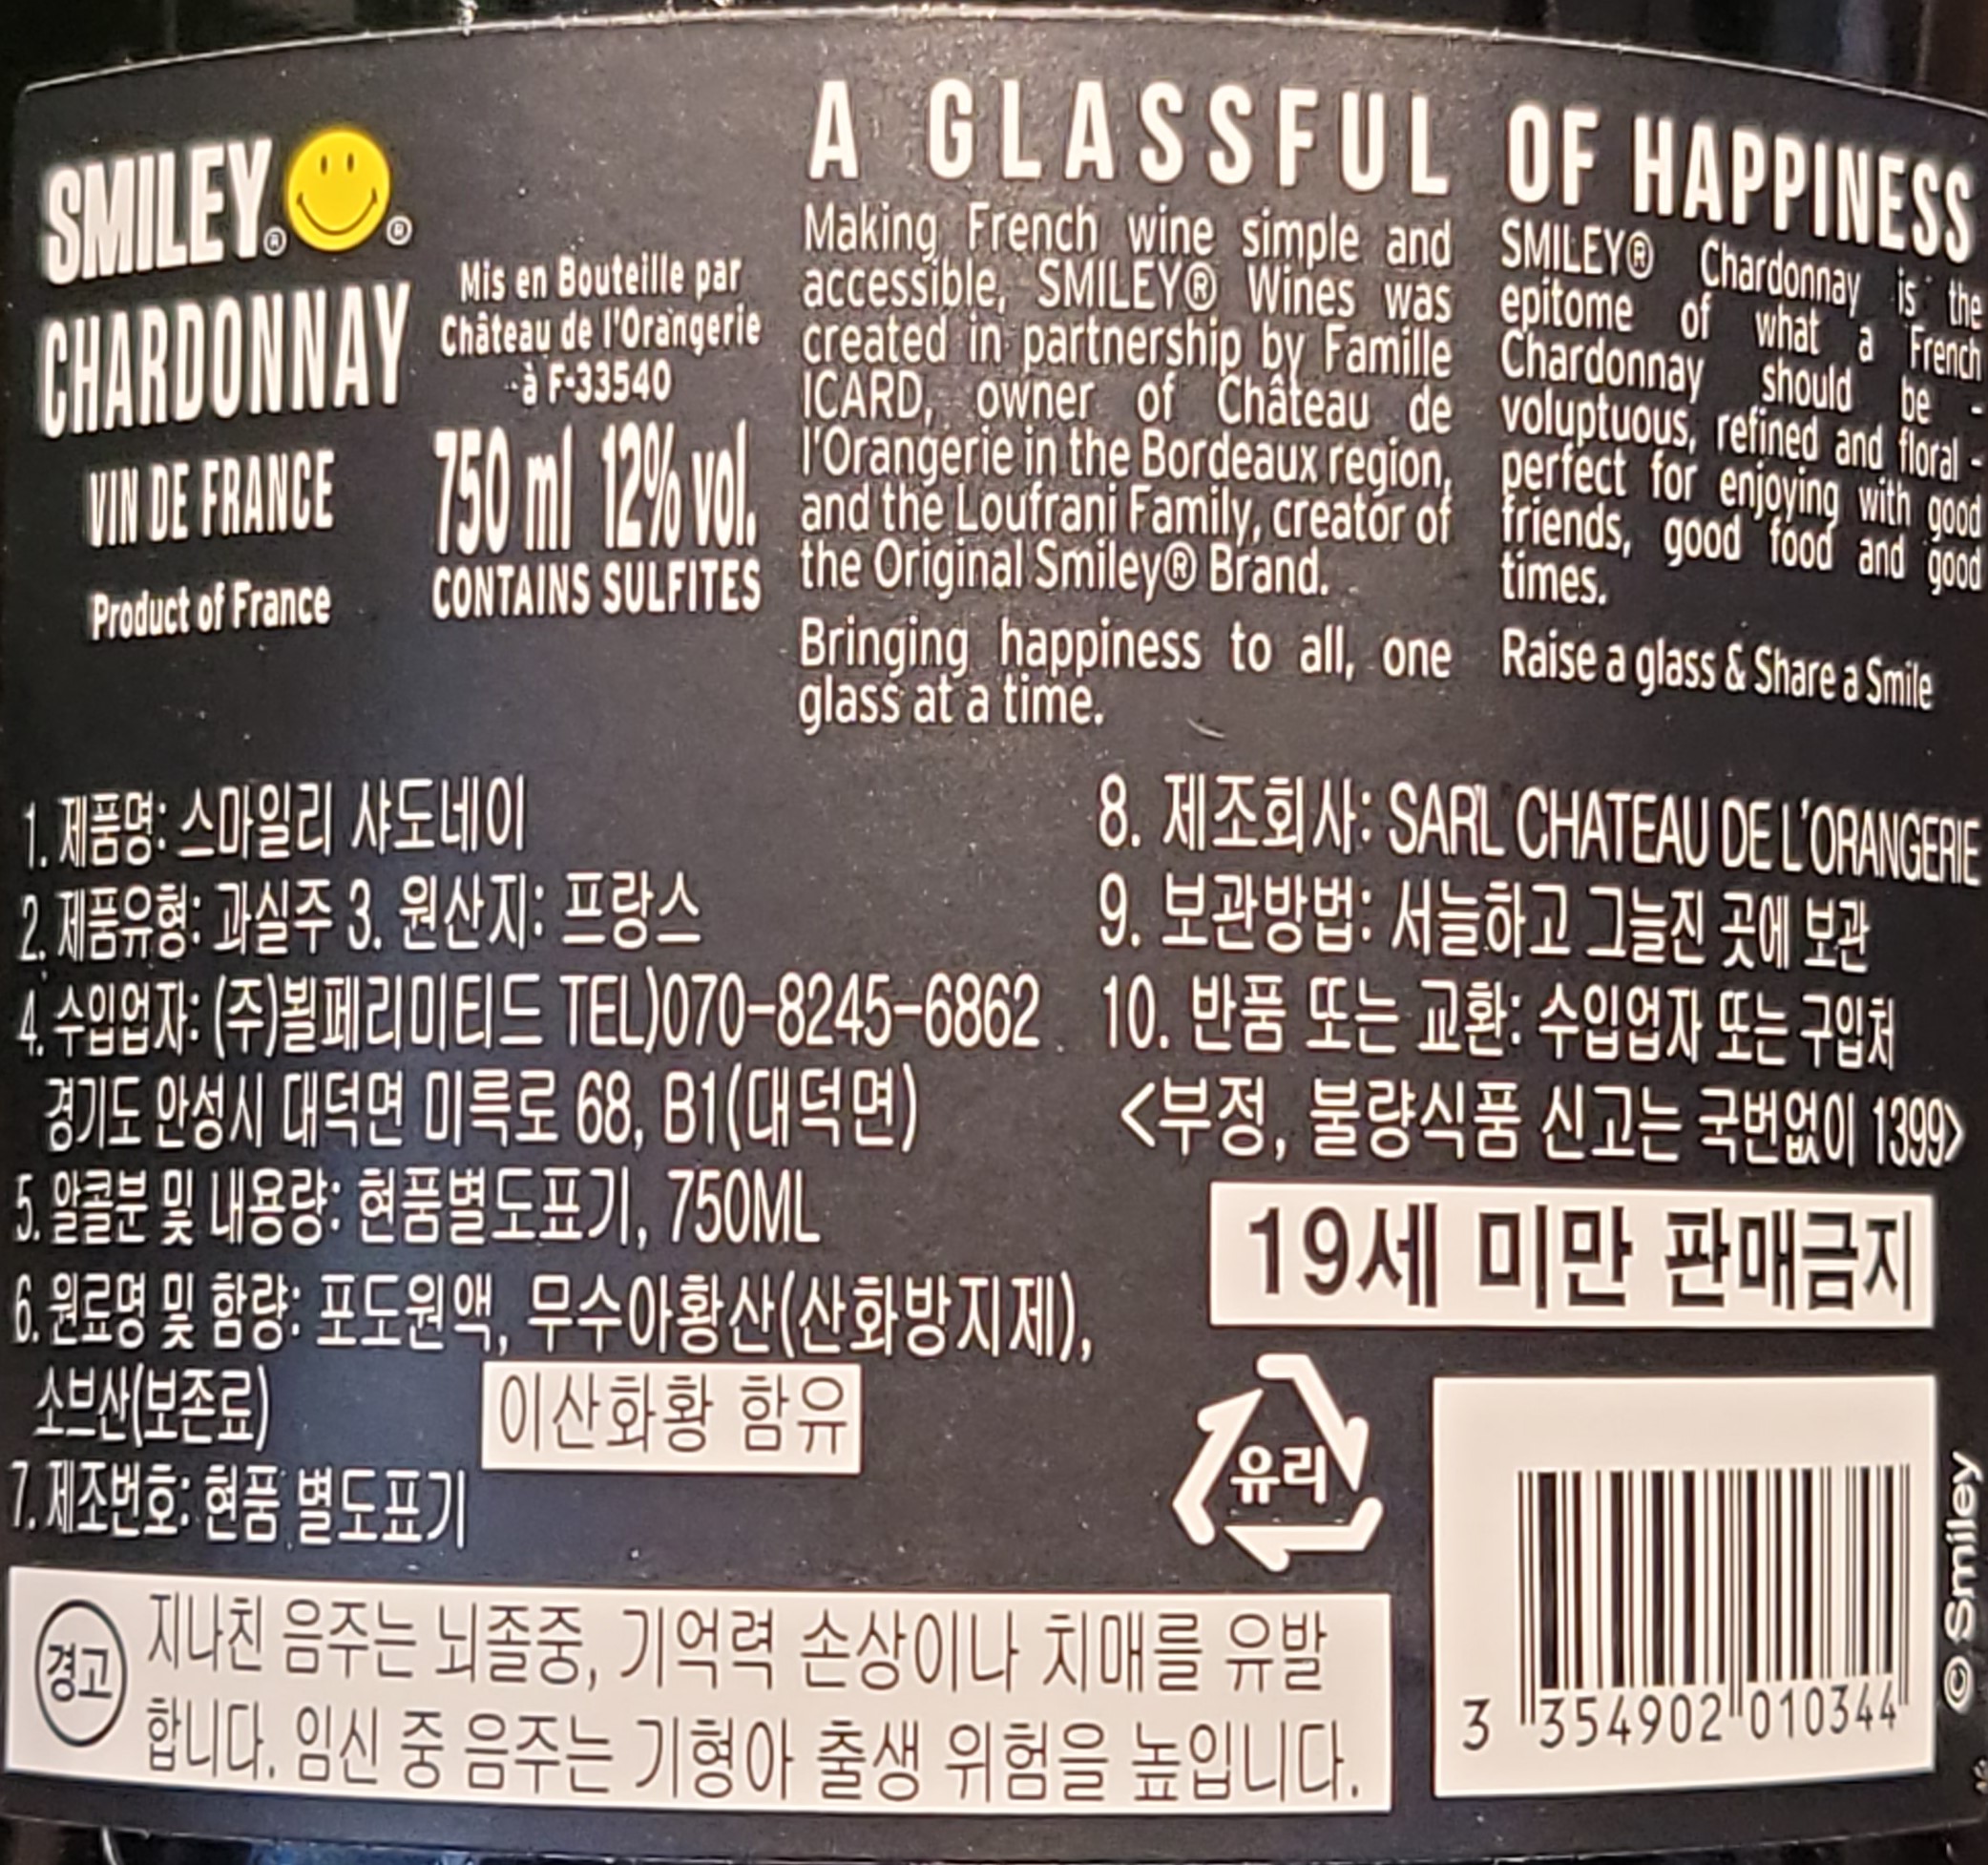 SMILEY® ®
CHARDONNAY
VIN DE FRANCE
Product of France
Mis en Bouteille par
Château de l'Orangerie
à F-33540
750 ml 12% vol.
CONTAINS SULFITES
A GLASSFUL OF HAPPINESS
Making French wine simple and
accessible, SMILEY® Wines was
created in partnership by Famille
ICARD, owner of Château de
l'Orangerie in the Bordeaux region,
and the Loufrani Family, creator of
the Original Smiley® Brand.
Bringing happiness to all, one
glass at a time.
SMILEY® Chardonnay is the
epitome of what a French
Chardonnay should be -
voluptuous, refined and floral -
perfect for enjoying with good
friends, good food and good
times.
Raise a glass & Share a Smile
1. 제품명: 스마일리 샤도네이
2. 제품유형: 과실주 3. 원산지: 프랑스
4. 수입업자: (주)뵐페리미티드 TEL)070-8245-6862
경기도 안성시 대덕면 미륵로 68, B1(대덕면)
5. 알콜분 및 내용량: 현품별도표기, 750ML
6. 원료명 및 함량: 포도원액, 무수아황산(산화방지제),
소브산(보존료)
이산화황 함유
7. 제조번호: 현품 별도표기
8. 제조회사: SARL CHATEAU DE L'ORANGERIE
9. 보관방법: 서늘하고 그늘진 곳에 보관
10. 반품 또는 교환: 수입업자 또는 구입처
<부정, 불량식품 신고는 국번없이 1399>
19세 미만 판매금지
유리
경고
지나친 음주는 뇌졸중, 기억력 손상이나 치매를 유발
합니다. 임신 중 음주는 기형아 출생 위험을 높입니다.
3 354902 010344
© Smiley